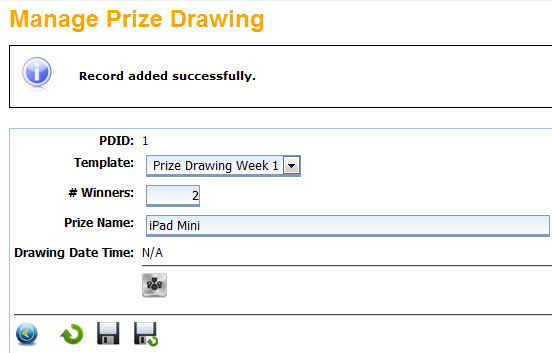 Manage Prize Drawing
Record added successfully.
PDID: 1
Template: Prize Drawing Week 1
# Winners: 2
Prize Name: iPad Mini
Drawing Date Time: N/A